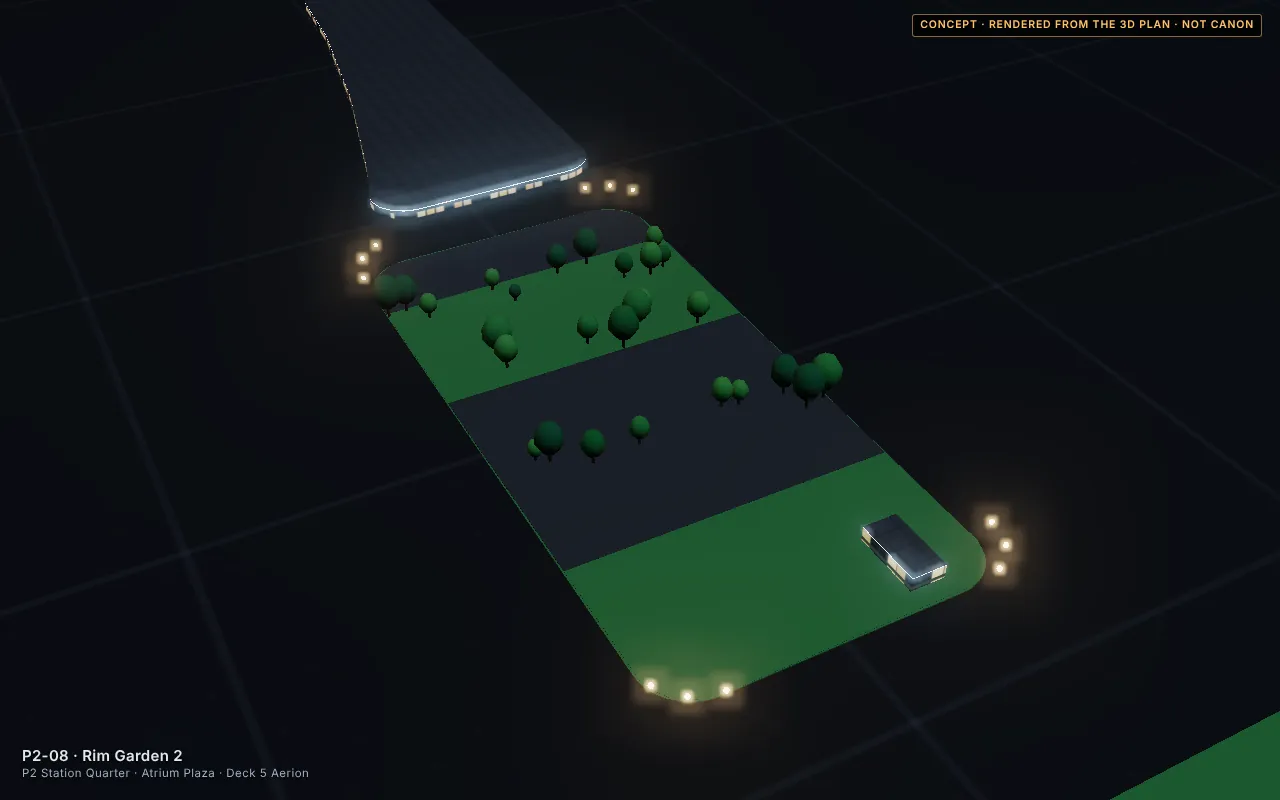 CONCEPT · RENDERED FROM THE 3D PLAN · NOT CANON
P2-08 · Rim Garden 2
P2 Station Quarter · Atrium Plaza · Deck 5 Aerion